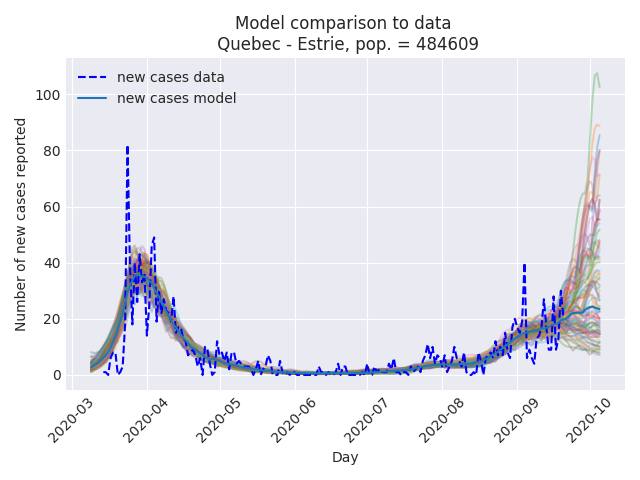 Model comparison to data
Quebec - Estrie, pop. = 484609
new cases data
new cases model
Number of new cases reported
100
80
60
40
20
0
2020-03
2020-04
2020-05
2020-06
2020-07
2020-08
2020-09
2020-10
Day